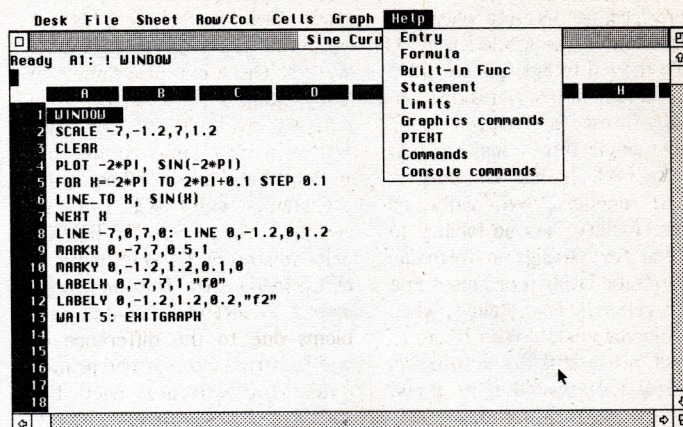 Desk File Sheet Row/Col Cells Graph Help
Sine Curv
Ready A1: ! WINDOW
A B C D H
1 WINDOW
2 SCALE -7,-1.2,7,1.2
3 CLEAR
4 PLOT -2*PI, SIN(-2*PI)
5 FOR X=-2*PI TO 2*PI+0.1 STEP 0.1
6 LINE_TO X, SIN(X)
7 NEXT X
8 LINE -7,0,7,0: LINE 0,-1.2,0,1.2
9 MARKX 0,-7,7,0.5,1
10 MARKY 0,-1.2,1.2,0.1,0
11 LABELX 0,-7,7,1,"f0"
12 LABELY 0,-1.2,1.2,0.2,"f2"
13 WAIT 5: EXITGRAPH
14
15
16
17
18
Entry
Formula
Built-In Func
Statement
Limits
Graphics commands
PTEXT
Commands
Console commands